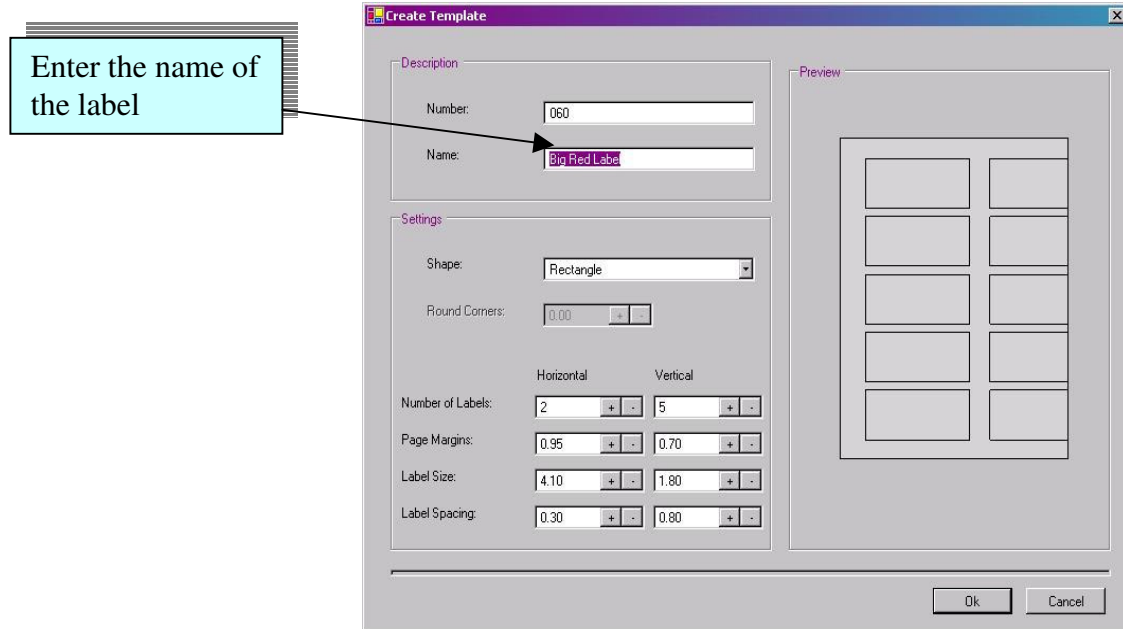 Enter the name of
the label
Create Template
Description
Number:
060
Name:
Big Red Label
Settings
Shape:
Rectangle
Round Corners:
0.00
+ -
Horizontal
Vertical
Number of Labels:
2 + - 5 + -
Page Margins:
0.95 + - 0.70 + -
Label Size:
4.10 + - 1.80 + -
Label Spacing:
0.30 + - 0.80 + -
Preview
Ok
Cancel